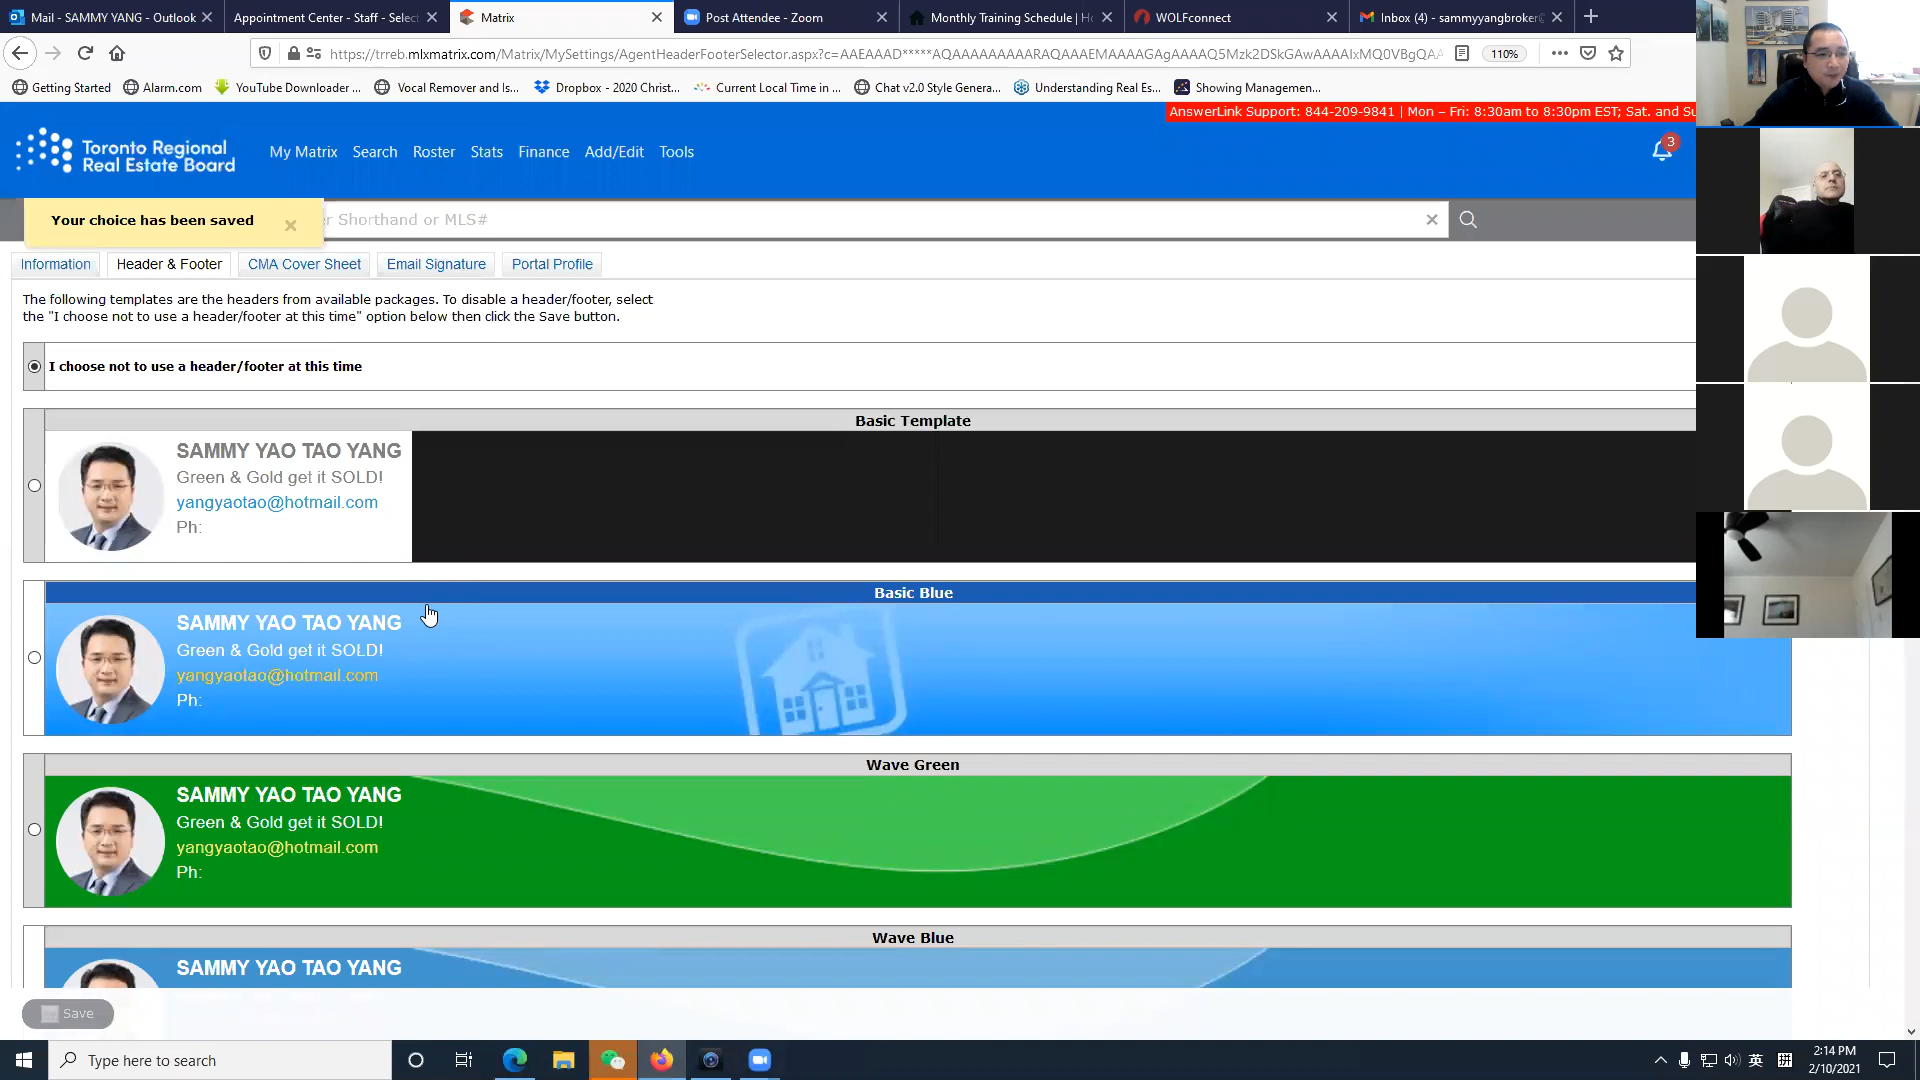 Mail - SAMMY YANG - Outlook
Appointment Center - Staff - Select
Matrix
Post Attendee - Zoom
Monthly Training Schedule | H
WOLFconnect
Inbox (4) - sammyyangbroker@
https://trreb.mlxmatrix.com/Matrix/MySettings/AgentHeaderFooterSelector.aspx?c=AAEAAAD*****AQAAAAAAAAARAQAAAEMAAAAGAgAAAAQ5Mzk2DSkGAwAAAAIxMQ0VBgQAA
110%
Getting Started
Alarm.com
YouTube Downloader ...
Vocal Remover and Is...
Dropbox - 2020 Christ...
Current Local Time in ...
Chat v2.0 Style Genera...
Understanding Real Es...
Showing Managemen...
AnswerLink Support: 844-209-9841 | Mon – Fri: 8:30am to 8:30pm EST; Sat. and Su
Toronto Regional
Real Estate Board
My Matrix
Search
Roster
Stats
Finance
Add/Edit
Tools
3
Your choice has been saved
r Shorthand or MLS#
Information
Header & Footer
CMA Cover Sheet
Email Signature
Portal Profile
The following templates are the headers from available packages. To disable a header/footer, select
the "I choose not to use a header/footer at this time" option below then click the Save button.
I choose not to use a header/footer at this time
Basic Template
SAMMY YAO TAO YANG
Green & Gold get it SOLD!
yangyaotao@hotmail.com
Ph:
Basic Blue
SAMMY YAO TAO YANG
Green & Gold get it SOLD!
yangyaotao@hotmail.com
Ph:
Wave Green
SAMMY YAO TAO YANG
Green & Gold get it SOLD!
yangyaotao@hotmail.com
Ph:
Wave Blue
SAMMY YAO TAO YANG
Save
Type here to search
英
拼
2:14 PM
2/10/2021